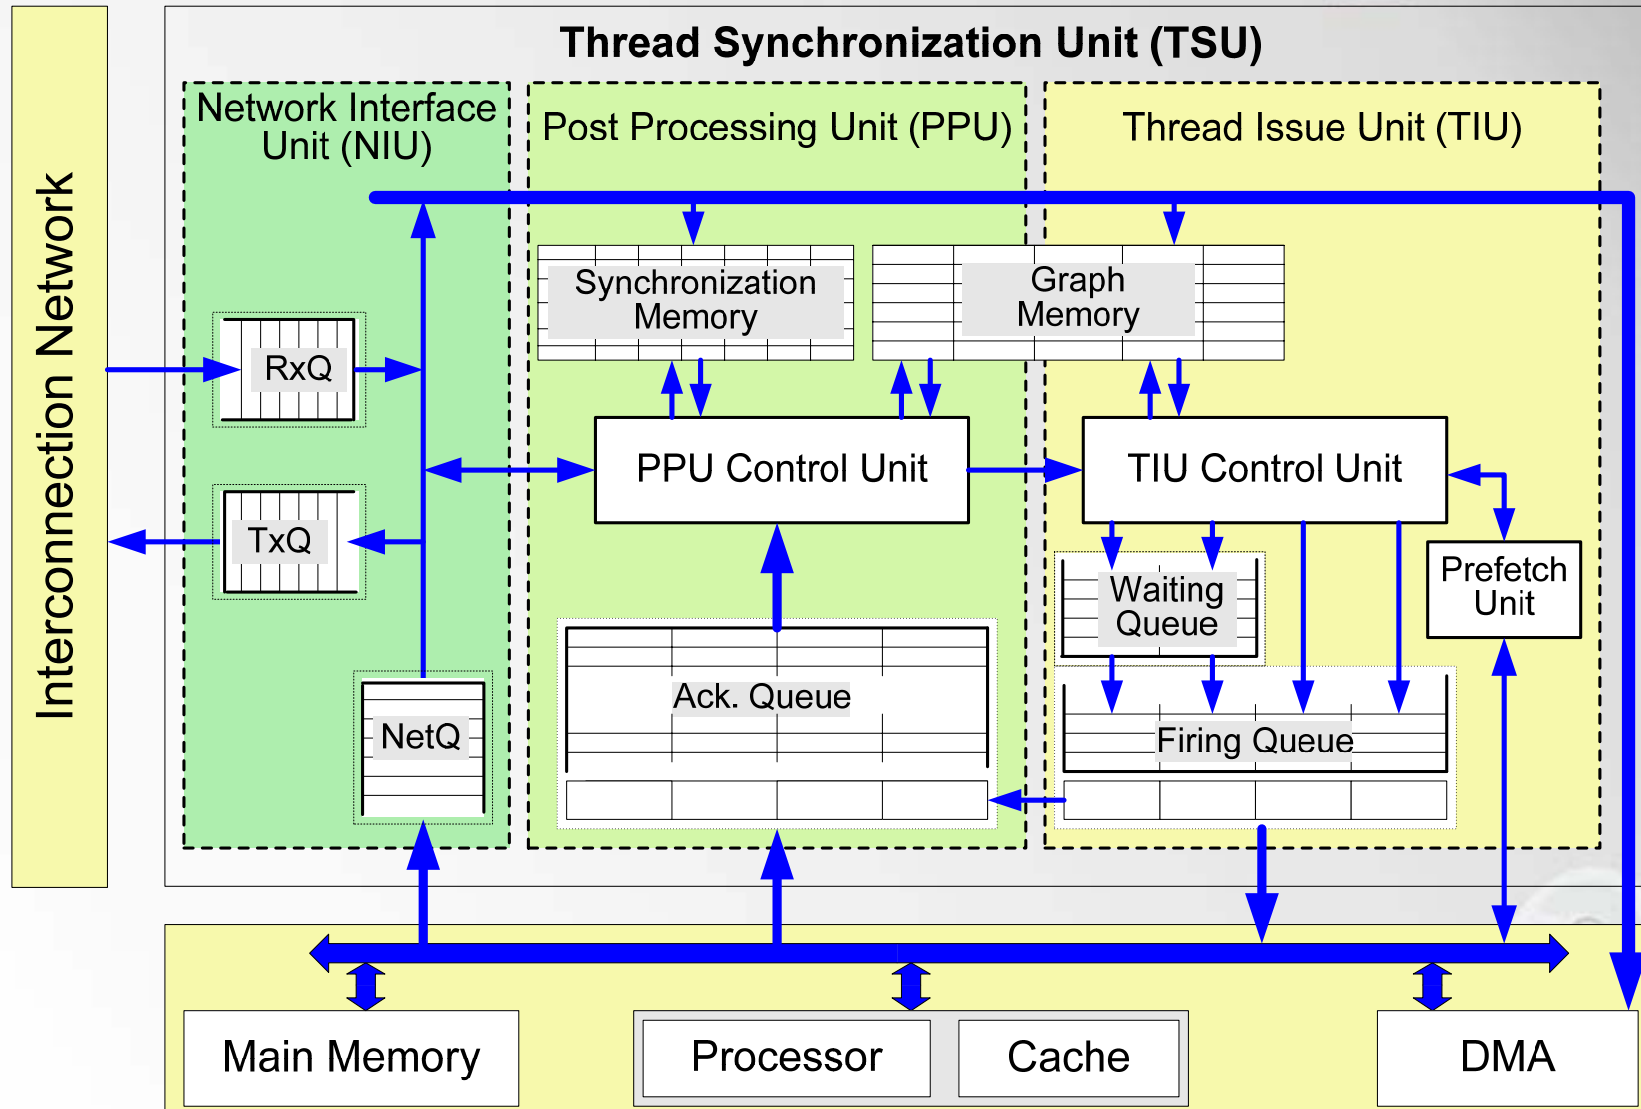 Thread Synchronization Unit (TSU)
Interconnection Network
Network Interface
Unit (NIU)
Post Processing Unit (PPU)
Thread Issue Unit (TIU)
Synchronization
Memory
Graph
Memory
RxQ
PPU Control Unit
TIU Control Unit
TxQ
Waiting
Queue
Prefetch
Unit
Ack. Queue
NetQ
Firing Queue
Main Memory
Processor
Cache
DMA